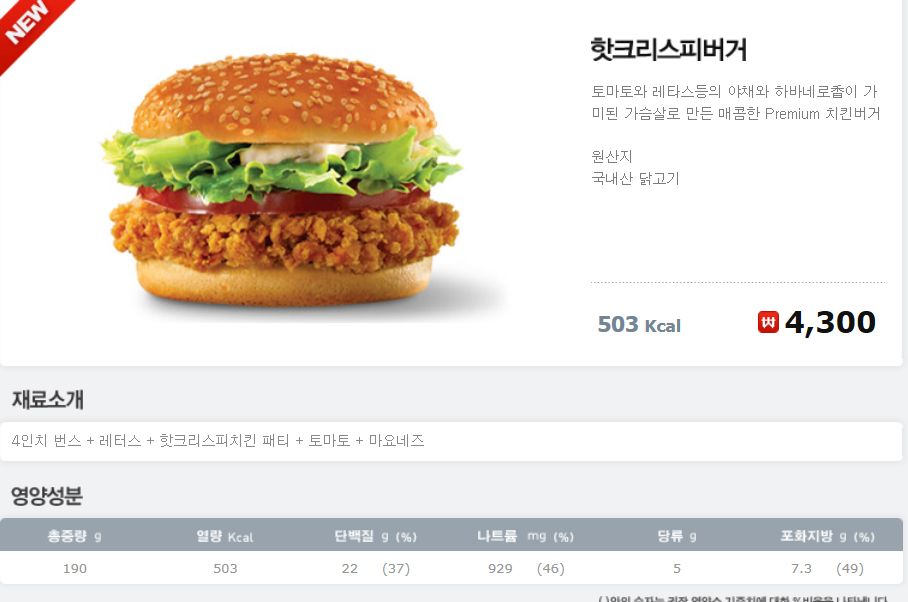 NEW
핫크리스피버거
토마토와 레타스등의 야채와 하바네로춉이 가
미된 가슴살로 만든 매콤한 Premium 치킨버거
원산지
국내산 닭고기
503 Kcal
₩ 4,300
재료소개
4인치 번스 + 레터스 + 핫크리스피치킨 패티 + 토마토 + 마요네즈
영양성분
총중량 g 열량 Kcal 단백질 g (%) 나트륨 mg (%) 당류 g 포화지방 g (%)
190 503 22 (37) 929 (46) 5 7.3 (49)